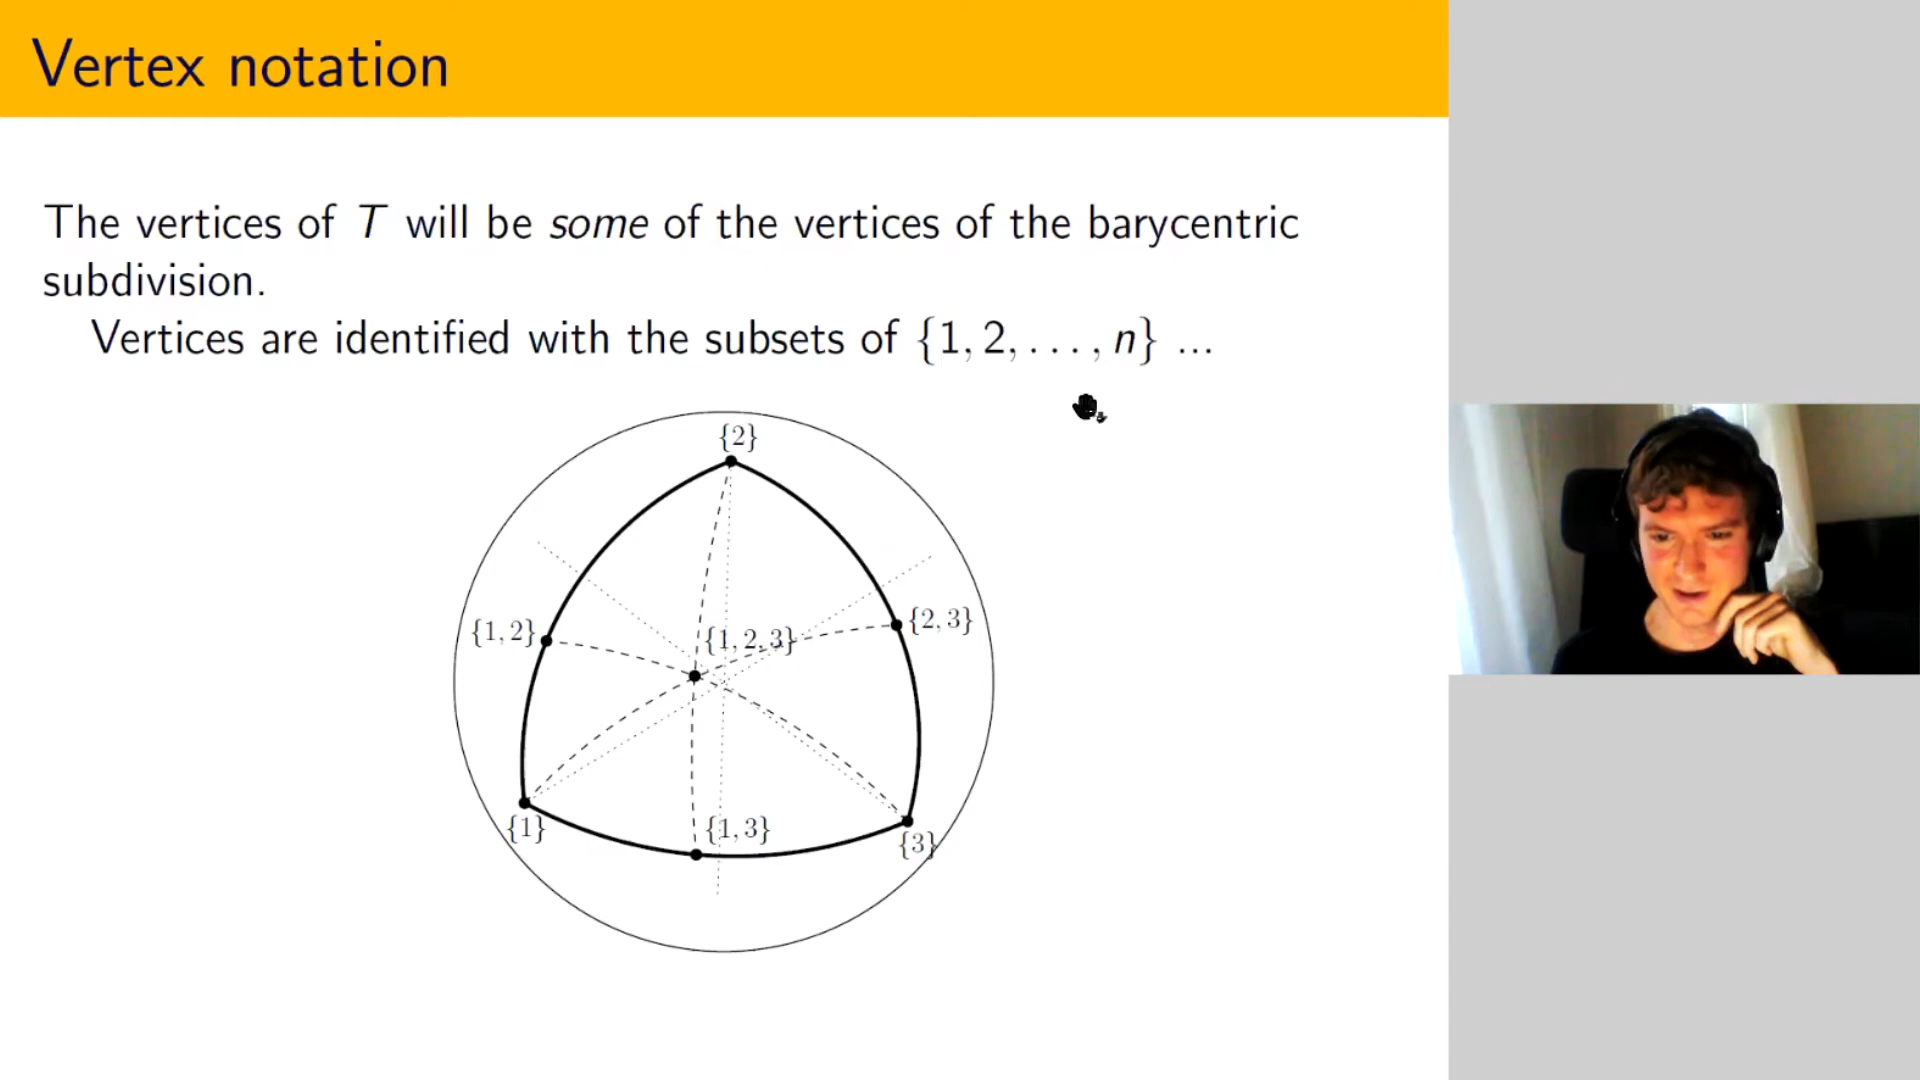 Vertex notation
The vertices of T will be some of the vertices of the barycentric
subdivision.
Vertices are identified with the subsets of {1, 2, . . . , n} ...
{2}
{1, 2}
{1, 2, 3}
{2, 3}
{1}
{1, 3}
{3}